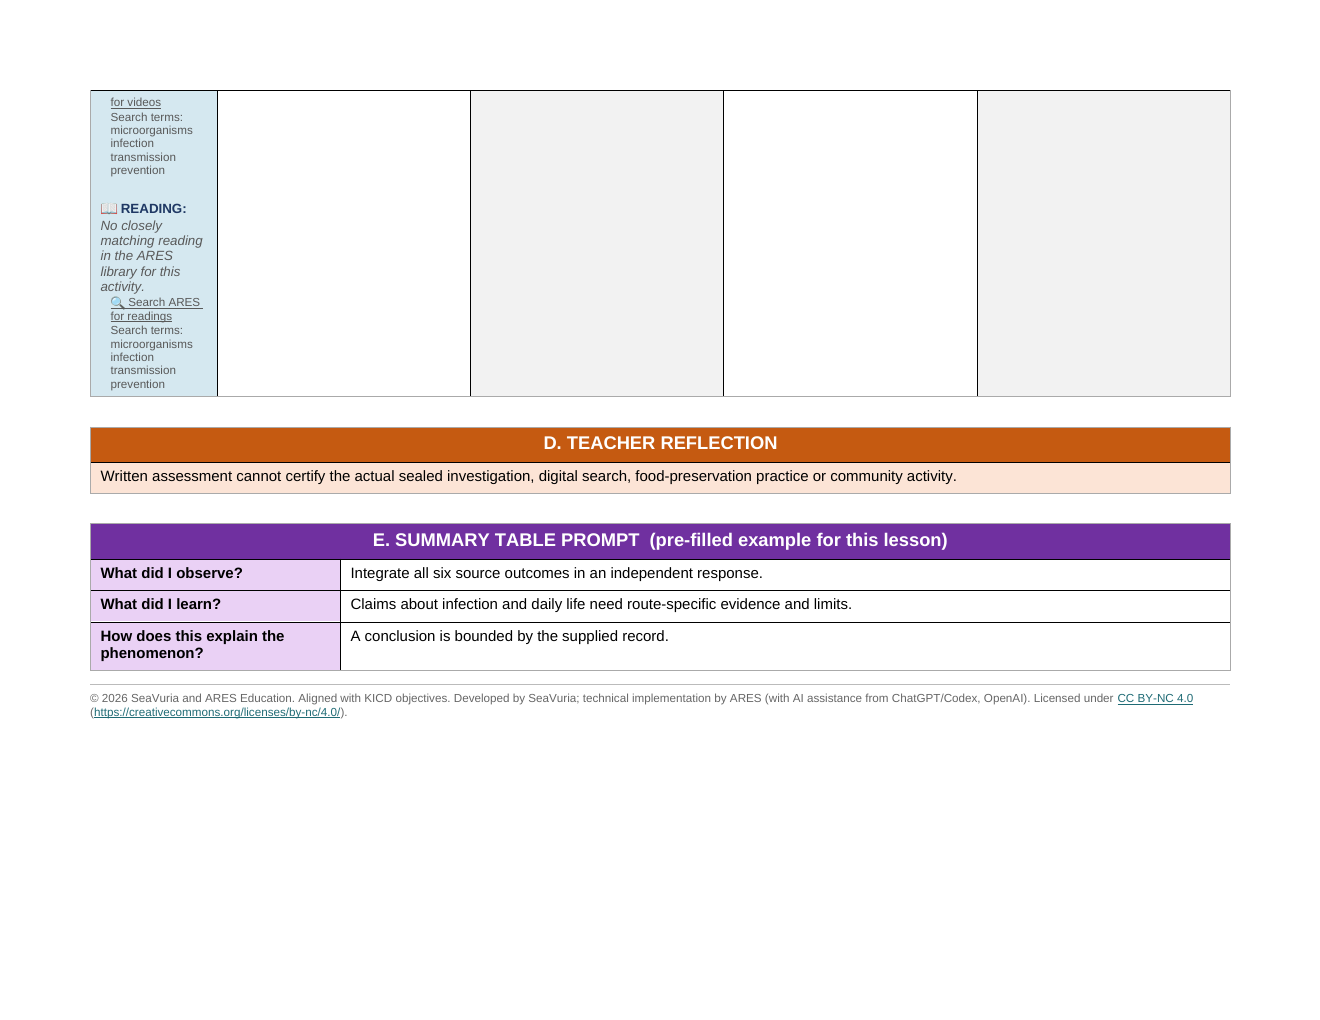 for videos
Search terms:
microorganisms
infection
transmission
prevention
📖 READING:
No closely
matching reading
in the ARES
library for this
activity.
🔍 Search ARES
for readings
Search terms:
microorganisms
infection
transmission
prevention
D. TEACHER REFLECTION
Written assessment cannot certify the actual sealed investigation, digital search, food-preservation practice or community activity.
E. SUMMARY TABLE PROMPT  (pre-filled example for this lesson)
What did I observe?
Integrate all six source outcomes in an independent response.
What did I learn?
Claims about infection and daily life need route-specific evidence and limits.
How does this explain the
phenomenon?
A conclusion is bounded by the supplied record.
© 2026 SeaVuria and ARES Education. Aligned with KICD objectives. Developed by SeaVuria; technical implementation by ARES (with AI assistance from ChatGPT/Codex, OpenAI). Licensed under CC BY-NC 4.0
(https://creativecommons.org/licenses/by-nc/4.0/).